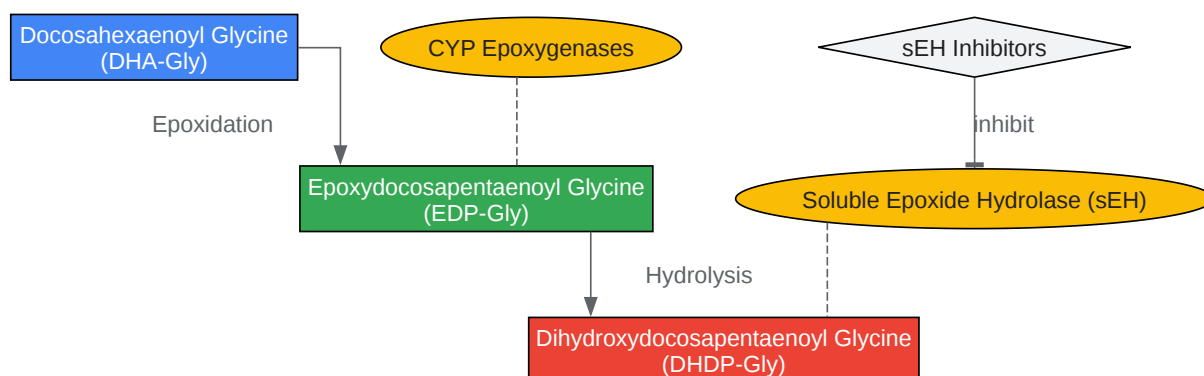 Docosahexaenoyl Glycine
(DHA-Gly)
CYP Epoxygenases
sEH Inhibitors
Epoxidation
inhibit
Epoxydocosapentaenoyl Glycine
(EDP-Gly)
Soluble Epoxide Hydrolase (sEH)
Hydrolysis
Dihydroxydocosapentaenoyl Glycine
(DHDP-Gly)